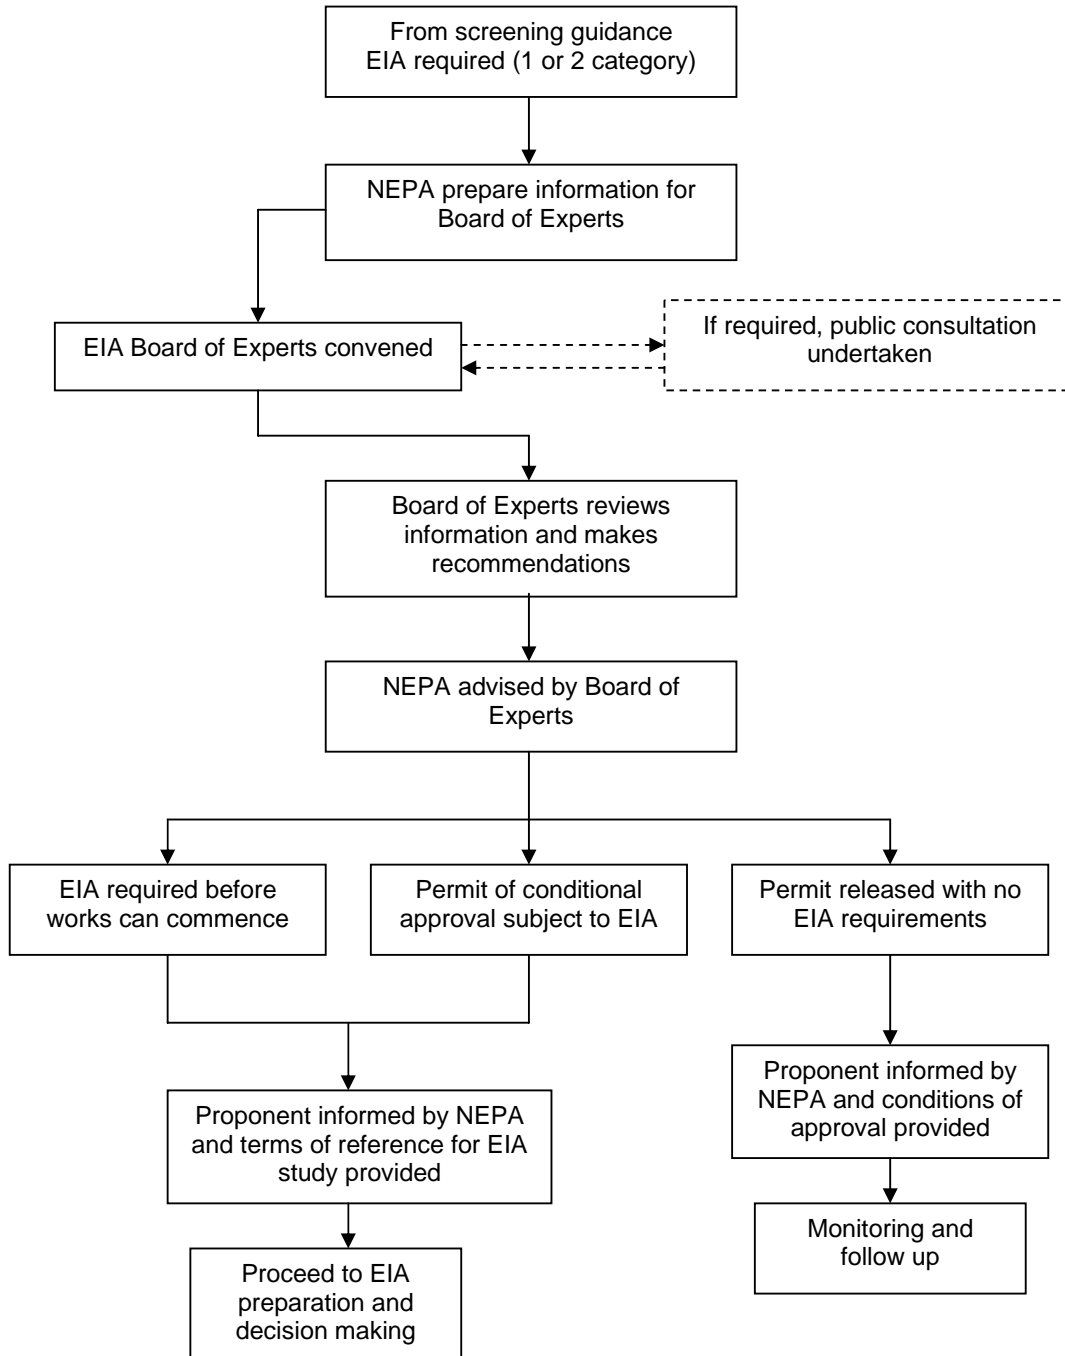 From screening guidance
EIA required (1 or 2 category)
NEPA prepare information for
Board of Experts
EIA Board of Experts convened
If required, public consultation
undertaken
Board of Experts reviews
information and makes
recommendations
NEPA advised by Board of
Experts
EIA required before
works can commence
Permit of conditional
approval subject to EIA
Permit released with no
EIA requirements
Proponent informed by NEPA
and terms of reference for EIA
study provided
Proponent informed by
NEPA and conditions of
approval provided
Proceed to EIA
preparation and
decision making
Monitoring and
follow up